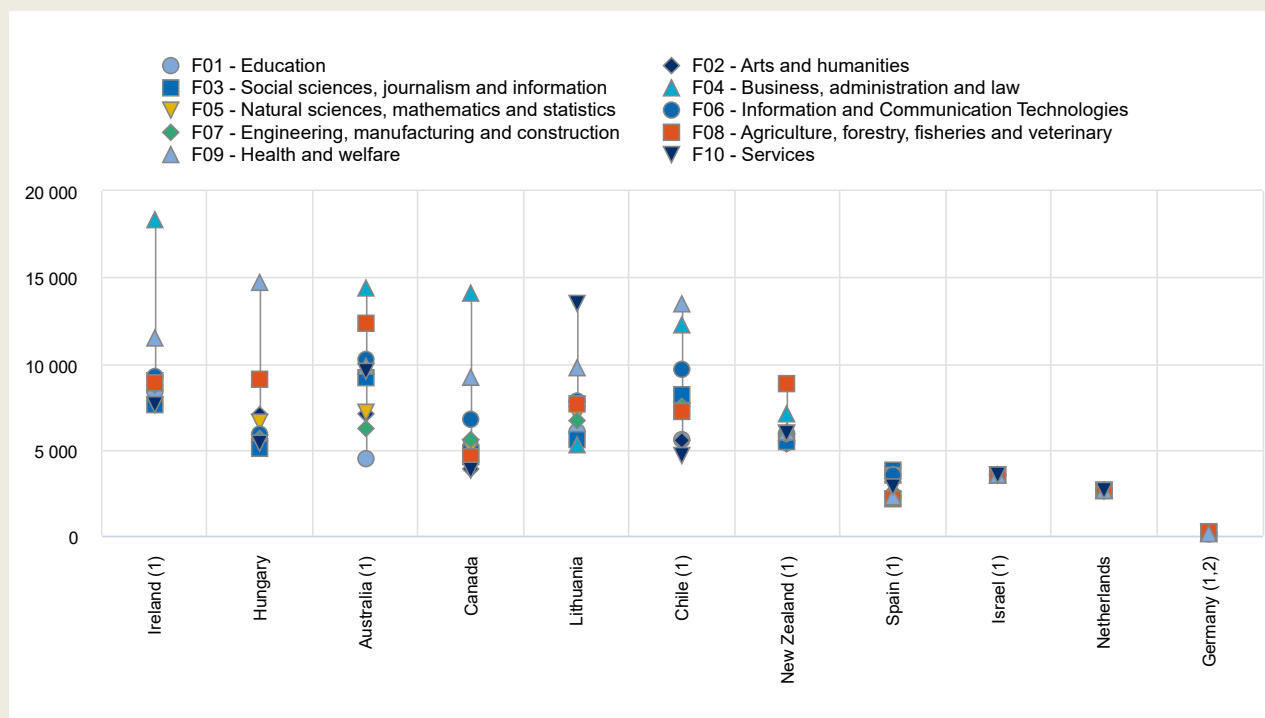 F01 - Education
F02 - Arts and humanities
F03 - Social sciences, journalism and information
F04 - Business, administration and law
F05 - Natural sciences, mathematics and statistics
F06 - Information and Communication Technologies
F07 - Engineering, manufacturing and construction
F08 - Agriculture, forestry, fisheries and veterinary
F09 - Health and welfare
F10 - Services
20 000
15 000
10 000
5 000
0
Ireland (1)
Hungary
Australia (1)
Canada
Lithuania
Chile (1)
New Zealand (1)
Spain (1)
Israel (1)
Netherlands
Germany (1,2)